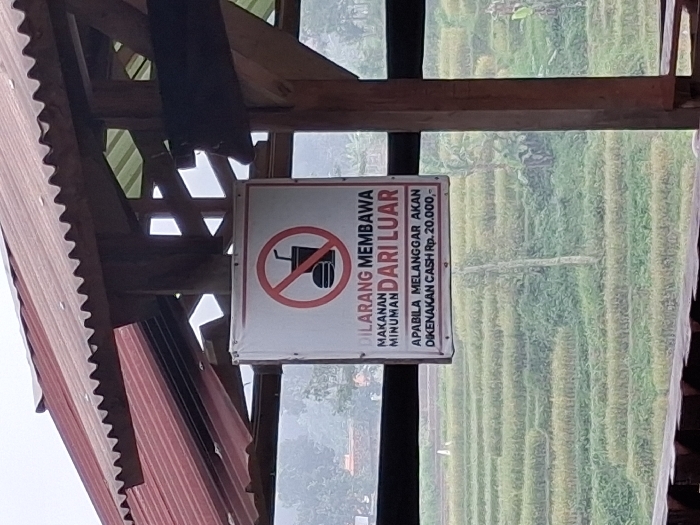 DILARANG MEMBAWA
MAKANAN
MINUMAN
DARI LUAR
APABILA MELANGGAR AKAN
DIKENAKAN CASH Rp. 20.000,-